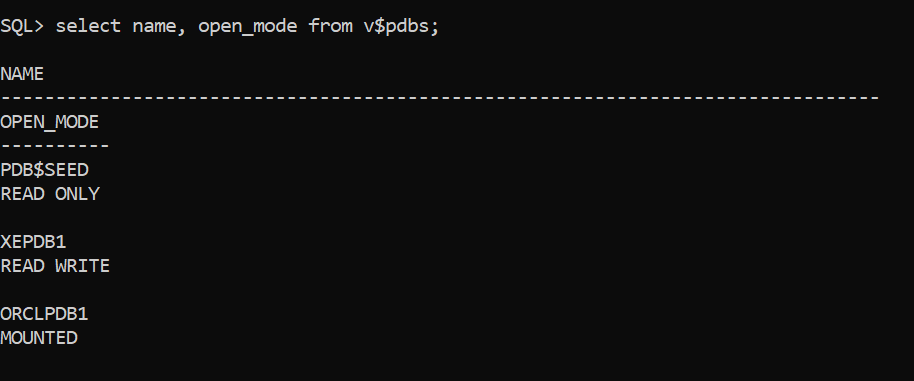 SQL> select name, open_mode from v$pdbs;
NAME
--------------------------------------------------------------------------------
OPEN_MODE
----------
PDB$SEED
READ ONLY
XEPDB1
READ WRITE
ORCLPDB1
MOUNTED